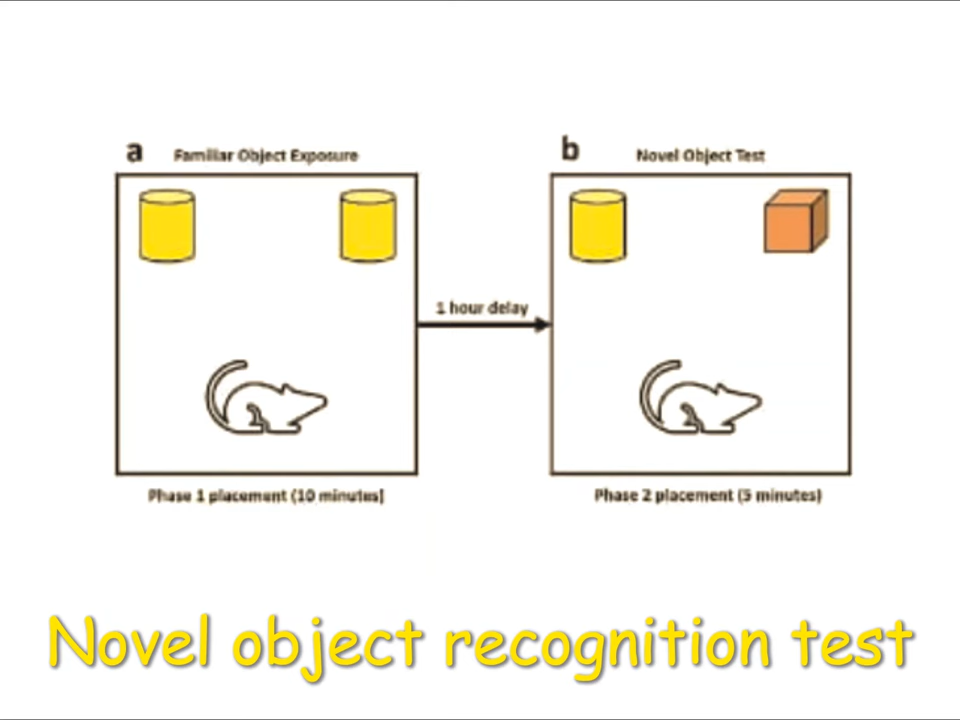 a Familiar Object Exposure
Phase 1 placement (10 minutes)
1 hour delay
b Novel Object Test
Phase 2 placement (5 minutes)
Novel object recognition test